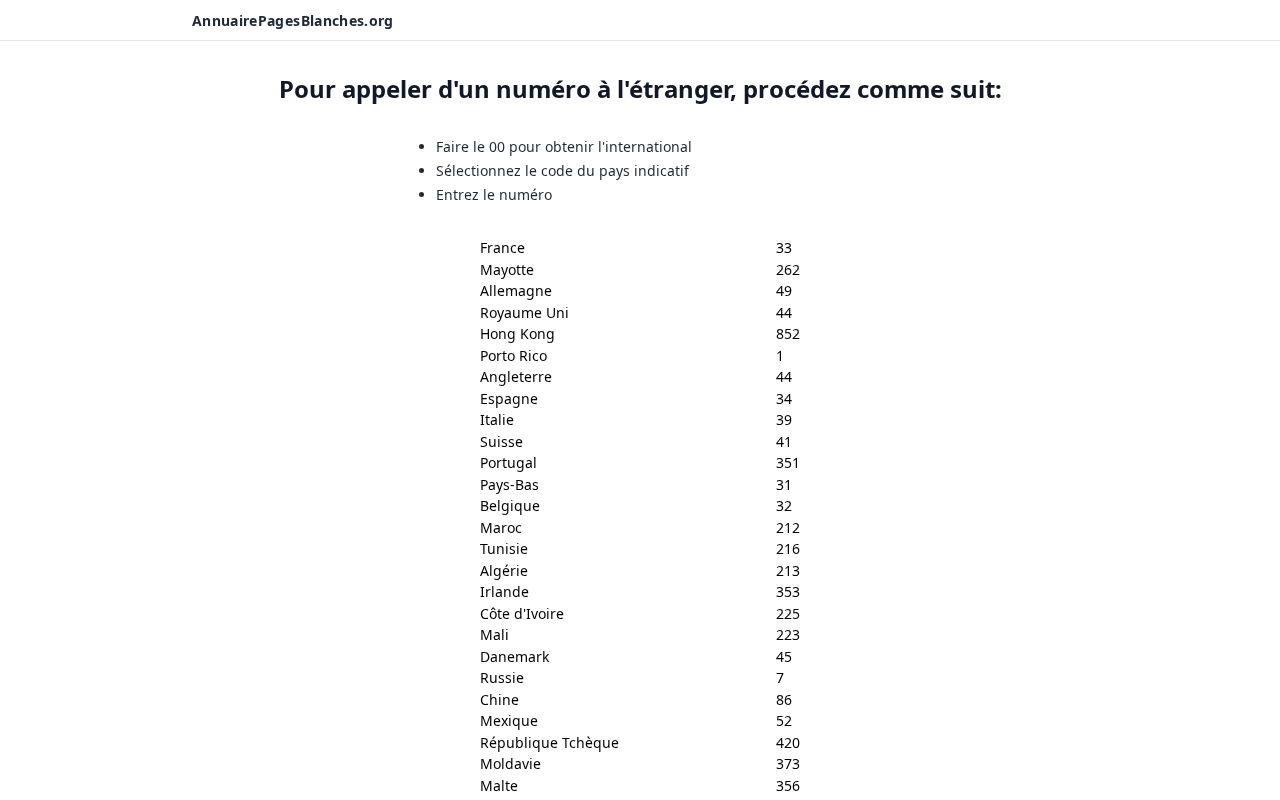 AnnuairePagesBlanches.org
Pour appeler d'un numéro à l'étranger, procédez comme suit:
Faire le 00 pour obtenir l'international
Sélectionnez le code du pays indicatif
Entrez le numéro
France 33
Mayotte 262
Allemagne 49
Royaume Uni 44
Hong Kong 852
Porto Rico 1
Angleterre 44
Espagne 34
Italie 39
Suisse 41
Portugal 351
Pays-Bas 31
Belgique 32
Maroc 212
Tunisie 216
Algérie 213
Irlande 353
Côte d'Ivoire 225
Mali 223
Danemark 45
Russie 7
Chine 86
Mexique 52
République Tchèque 420
Moldavie 373
Malte 356